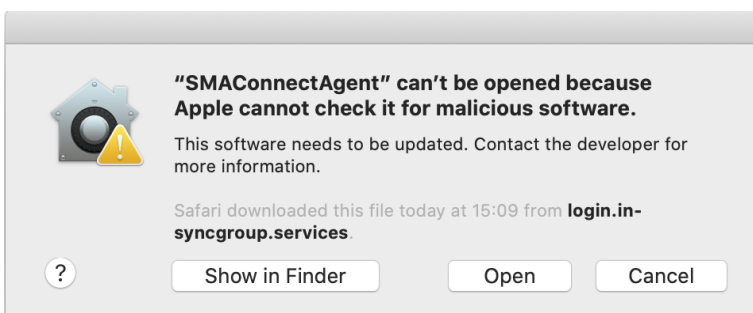 “SMAConnectAgent” can’t be opened because
Apple cannot check it for malicious software.
This software needs to be updated. Contact the developer for
more information.
Safari downloaded this file today at 15:09 from login.in-
syncgroup.services.
?
Show in Finder
Open
Cancel